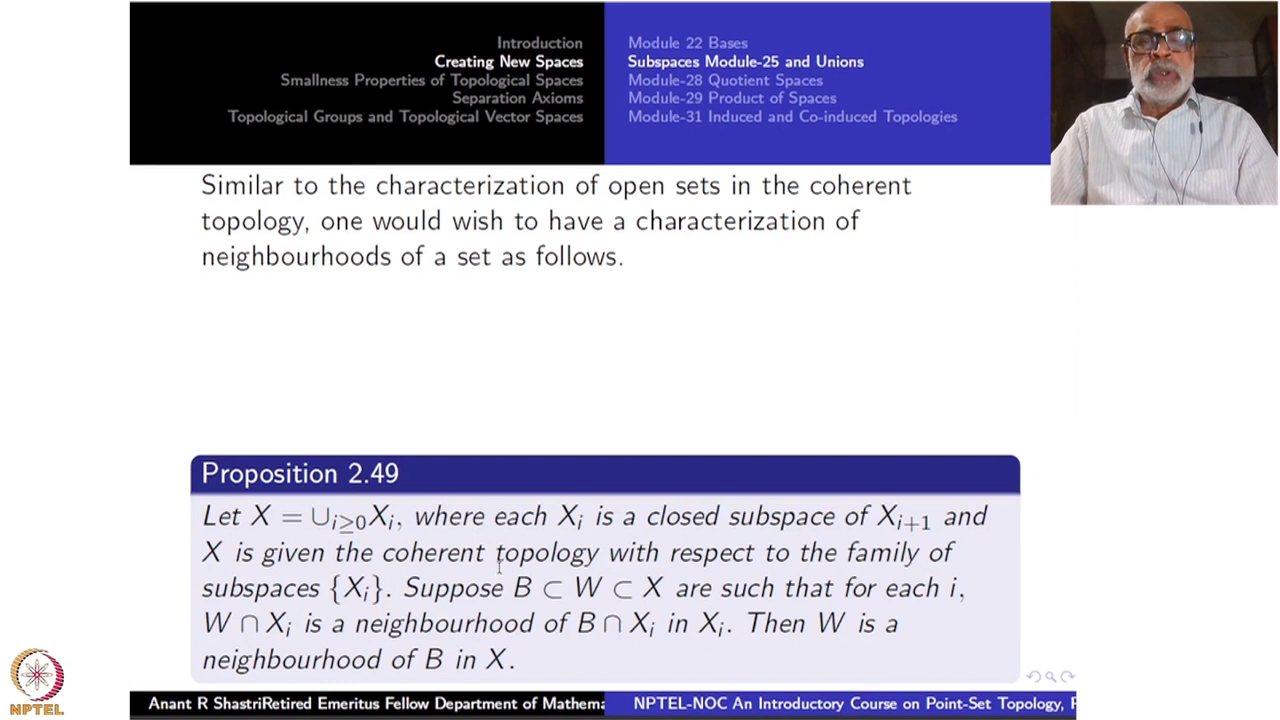 Introduction
Creating New Spaces
Smallness Properties of Topological Spaces
Separation Axioms
Topological Groups and Topological Vector Spaces
Module 22 Bases
Subspaces Module-25 and Unions
Module-28 Quotient Spaces
Module-29 Product of Spaces
Module-31 Induced and Co-induced Topologies
Similar to the characterization of open sets in the coherent
topology, one would wish to have a characterization of
neighbourhoods of a set as follows.
Proposition 2.49
Let X = ∪i≥0Xi, where each Xi is a closed subspace of Xi+1 and
X is given the coherent topology with respect to the family of
subspaces {Xi}. Suppose B ⊂ W ⊂ X are such that for each i,
W ∩ Xi is a neighbourhood of B ∩ Xi in Xi. Then W is a
neighbourhood of B in X.
Anant R ShastriRetired Emeritus Fellow Department of Mathema
NPTEL-NOC An Introductory Course on Point-Set Topology, P
NPTEL